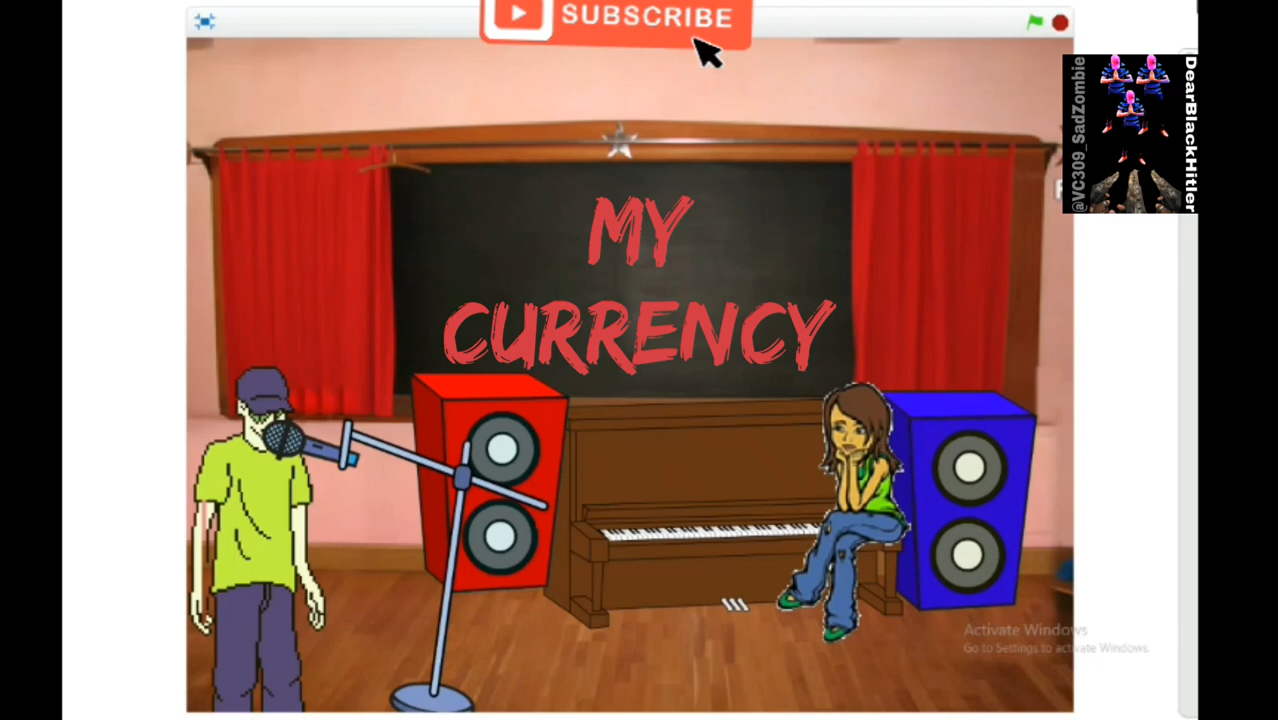 SUBSCRIBE
@VC309_SadZombie
DearBlackHitler
MY
CURRENCY
Activate Windows
Go to Settings to activate Windows.